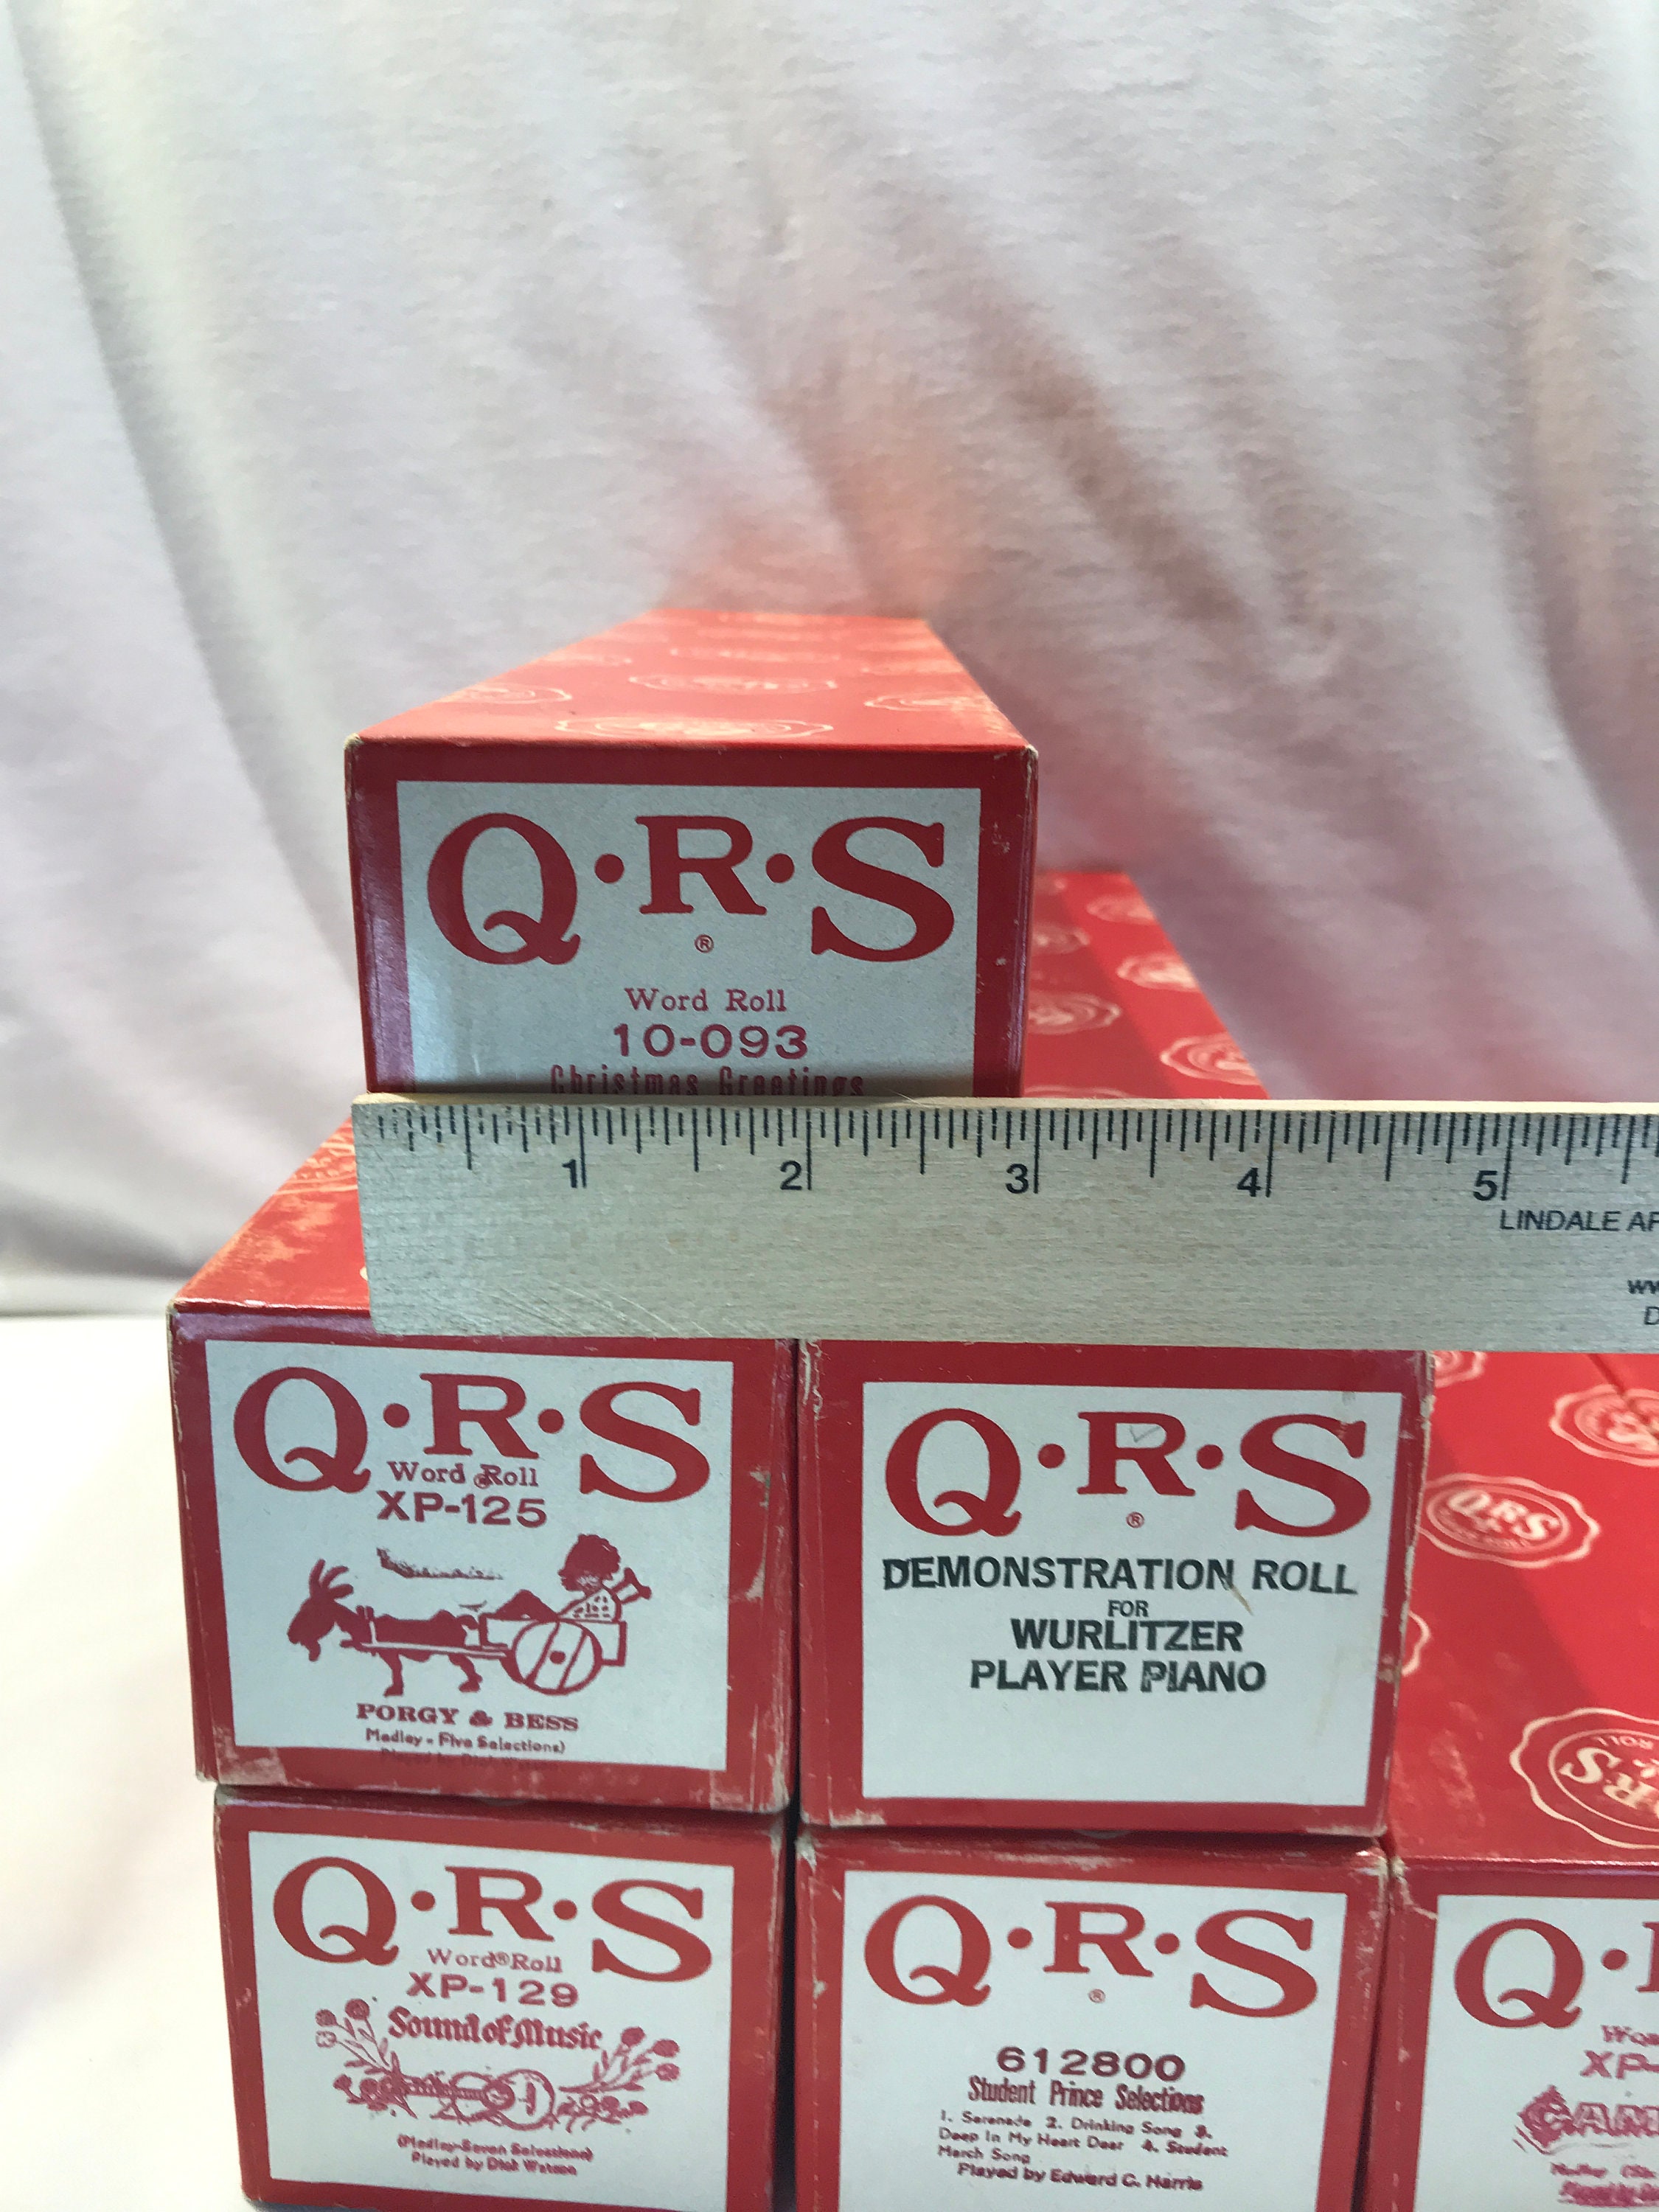 Q·R·S
®
Word Roll
10-093
Christmas Greetings
1 2 3 4 5
LINDALE
Q·R·S
Word ® Roll
XP-125
PORGY & BESS
Medley - Five Selections)
Q·R·S
®
DEMONSTRATION ROLL
FOR
WURLITZER
PLAYER PIANO
Q·R·S
Q·R·S
Word ® Roll
XP-129
Sound of Music
(Medley-Seven Selections)
Played by Dick Watson
Q·R·S
®
612800
Student Prince Selections
1. Serenade 2. Drinking Song 3.
Deep In My Heart Dear 4. Student
March Song
Played by Edward C. Harris
Q·
XP-